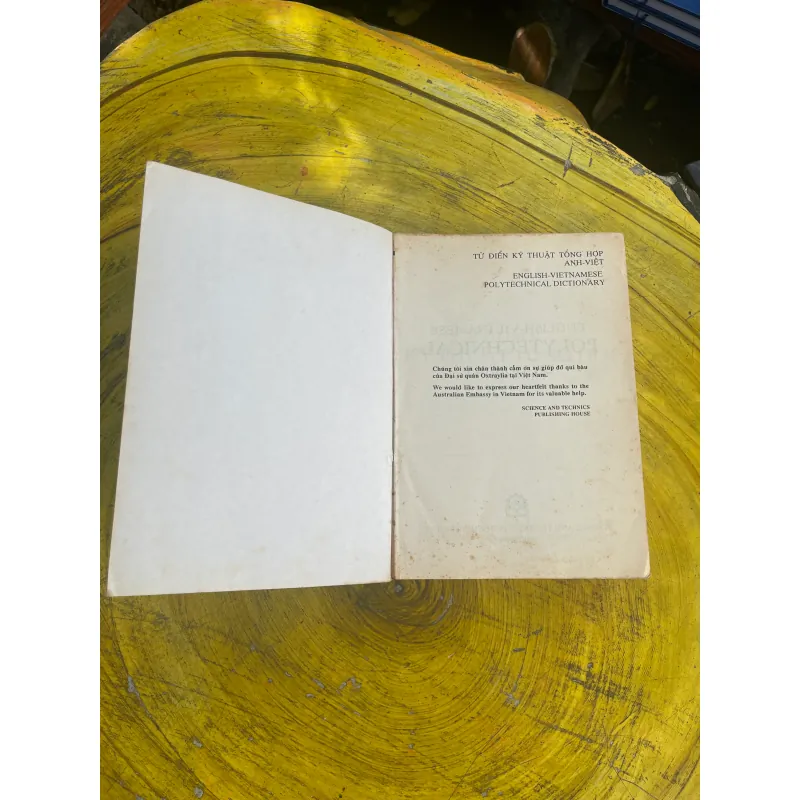 TỪ ĐIỂN KỸ THUẬT TỔNG HỢP
ANH-VIỆT
ENGLISH-VIETNAMESE
POLYTECHNICAL DICTIONARY
POLYTECHNICAL
Chúng tôi xin chân thành cảm ơn sự giúp đỡ quí báu
của Đại sứ quán Ostraylia tại Việt Nam.
We would like to express our heartfelt thanks to the
Australian Embassy in Vietnam for its valuable help.
SCIENCE AND TECHNICS
PUBLISHING HOUSE